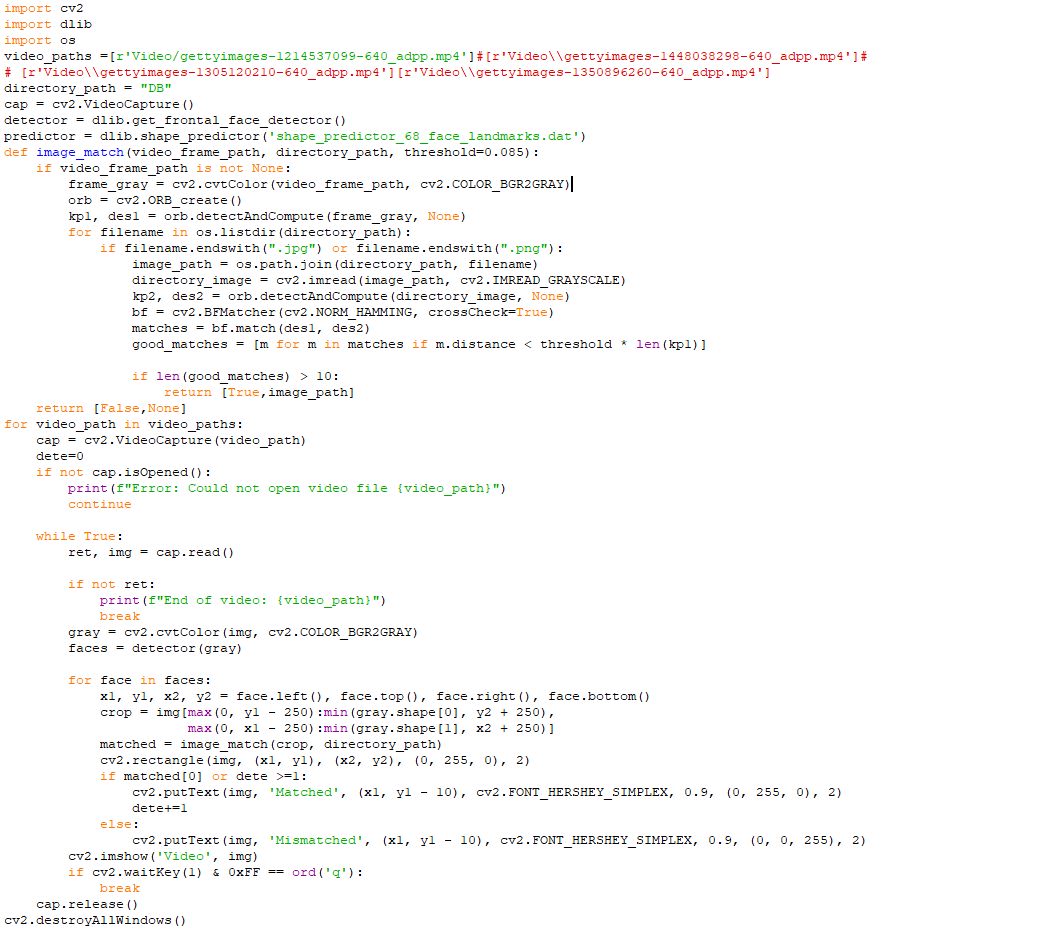 import cv2
import dlib
import os
video_paths =[r'Video/gettyimages-1214537099-640_adpp.mp4']#[r'Video\\gettyimages-1448038298-640_adpp.mp4']#
# [r'Video\\gettyimages-1305120210-640_adpp.mp4'][r'Video\\gettyimages-1350896260-640_adpp.mp4']
directory_path = "DB"
cap = cv2.VideoCapture()
detector = dlib.get_frontal_face_detector()
predictor = dlib.shape_predictor('shape_predictor_68_face_landmarks.dat')
def image_match(video_frame_path, directory_path, threshold=0.085):
    if video_frame_path is not None:
        frame_gray = cv2.cvtColor(video_frame_path, cv2.COLOR_BGR2GRAY)
        orb = cv2.ORB_create()
        kp1, des1 = orb.detectAndCompute(frame_gray, None)
        for filename in os.listdir(directory_path):
            if filename.endswith(".jpg") or filename.endswith(".png"):
                image_path = os.path.join(directory_path, filename)
                directory_image = cv2.imread(image_path, cv2.IMREAD_GRAYSCALE)
                kp2, des2 = orb.detectAndCompute(directory_image, None)
                bf = cv2.BFMatcher(cv2.NORM_HAMMING, crossCheck=True)
                matches = bf.match(des1, des2)
                good_matches = [m for m in matches if m.distance < threshold * len(kp1)]

                if len(good_matches) > 10:
                    return [True,image_path]
    return [False,None]
for video_path in video_paths:
    cap = cv2.VideoCapture(video_path)
    dete=0
    if not cap.isOpened():
        print(f"Error: Could not open video file {video_path}")
        continue

    while True:
        ret, img = cap.read()

        if not ret:
            print(f"End of video: {video_path}")
            break
        gray = cv2.cvtColor(img, cv2.COLOR_BGR2GRAY)
        faces = detector(gray)

        for face in faces:
            x1, y1, x2, y2 = face.left(), face.top(), face.right(), face.bottom()
            crop = img[max(0, y1 - 250):min(gray.shape[0], y2 + 250),
                       max(0, x1 - 250):min(gray.shape[1], x2 + 250)]
            matched = image_match(crop, directory_path)
            cv2.rectangle(img, (x1, y1), (x2, y2), (0, 255, 0), 2)
            if matched[0] or dete >=1:
                cv2.putText(img, 'Matched', (x1, y1 - 10), cv2.FONT_HERSHEY_SIMPLEX, 0.9, (0, 255, 0), 2)
                dete+=1
            else:
                cv2.putText(img, 'Mismatched', (x1, y1 - 10), cv2.FONT_HERSHEY_SIMPLEX, 0.9, (0, 0, 255), 2)
        cv2.imshow('Video', img)
        if cv2.waitKey(1) & 0xFF == ord('q'):
            break
    cap.release()
cv2.destroyAllWindows()